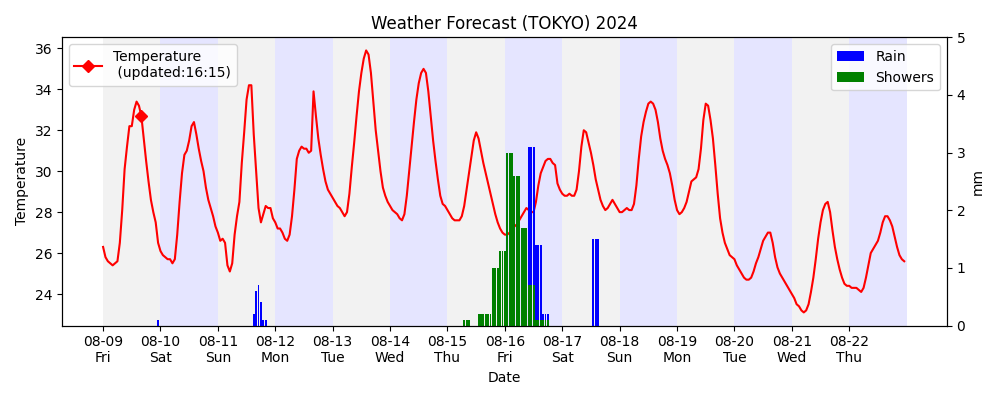 Weather Forecast (TOKYO) 2024
Temperature
(updated:16:15)
Rain
Showers
Temperature
36
34
32
30
28
26
24
5
4
3
2
1
0
mm
08-09 08-10 08-11 08-12 08-13 08-14 08-15 08-16 08-17 08-18 08-19 08-20 08-21 08-22
Fri Sat Sun Mon Tue Wed Thu Fri Sat Sun Mon Tue Wed Thu
Date